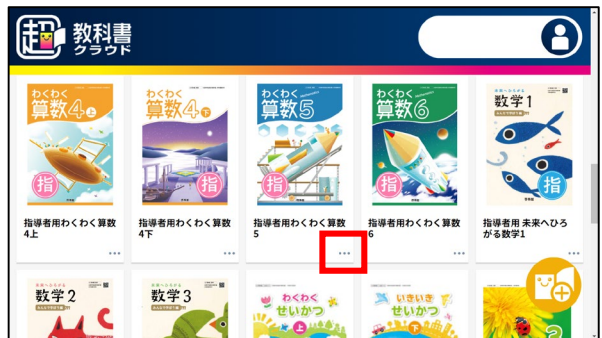 超
教科書
クラウド
わくわく
算数4上
指
指導者用わくわく算数
4上
わくわく
算数4下
指
指導者用わくわく算数
4下
わくわく
算数5
指
指導者用わくわく算数
5
わくわく
算数6
指
指導者用わくわく算数
6
数学1
指
指導者用 未来へひろ
がる数学1
数学2
数学3
わくわく
せいかつ
上
いきいき
せいかつ
下